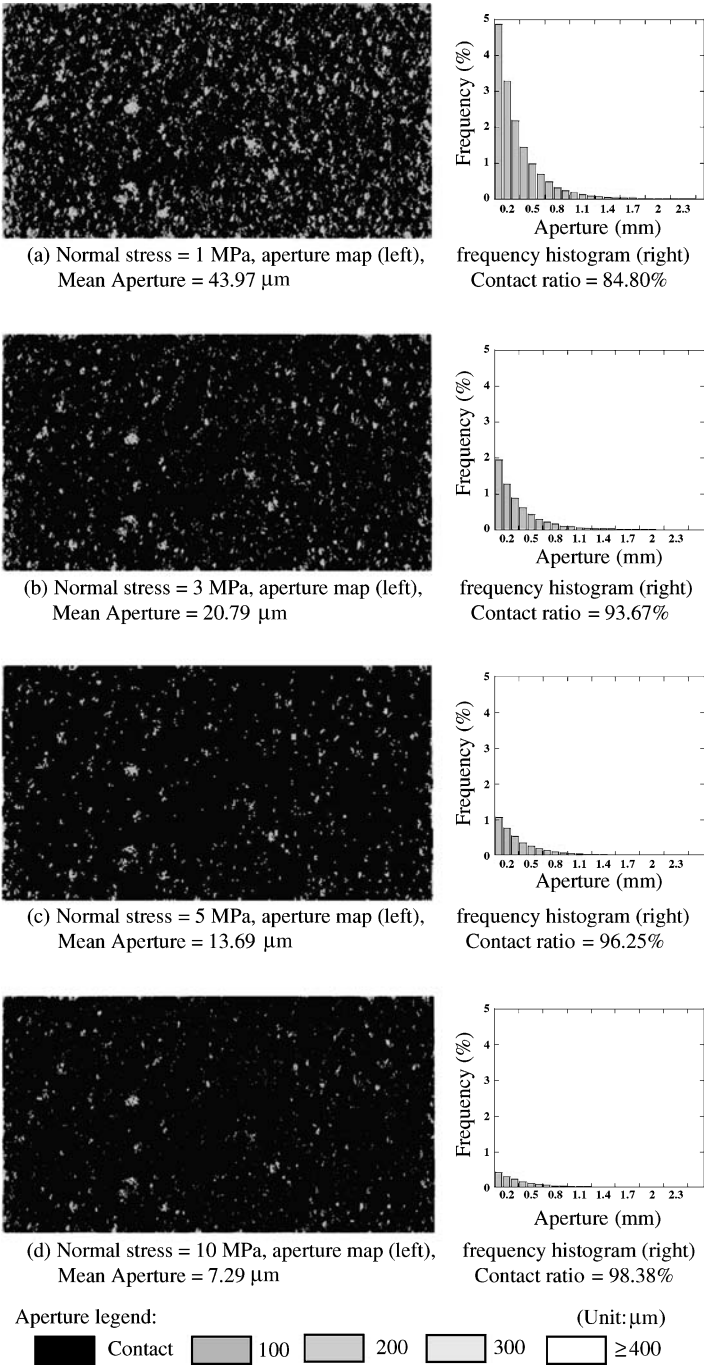 5
4
3
2
1
0
Frequency (%)
0.2 0.5 0.8 1.1 1.4 1.7 2 2.3
Aperture (mm)
(a) Normal stress = 1 MPa, aperture map (left), frequency histogram (right)
Mean Aperture = 43.97 μm Contact ratio = 84.80%
5
4
3
2
1
0
Frequency (%)
0.2 0.5 0.8 1.1 1.4 1.7 2 2.3
Aperture (mm)
(b) Normal stress = 3 MPa, aperture map (left), frequency histogram (right)
Mean Aperture = 20.79 μm Contact ratio = 93.67%
5
4
3
2
1
0
Frequency (%)
0.2 0.5 0.8 1.1 1.4 1.7 2 2.3
Aperture (mm)
(c) Normal stress = 5 MPa, aperture map (left), frequency histogram (right)
Mean Aperture = 13.69 μm Contact ratio = 96.25%
5
4
3
2
1
0
Frequency (%)
0.2 0.5 0.8 1.1 1.4 1.7 2 2.3
Aperture (mm)
(d) Normal stress = 10 MPa, aperture map (left), frequency histogram (right)
Mean Aperture = 7.29 μm Contact ratio = 98.38%
Aperture legend: (Unit:μm)
Contact 100 200 300 ≥400